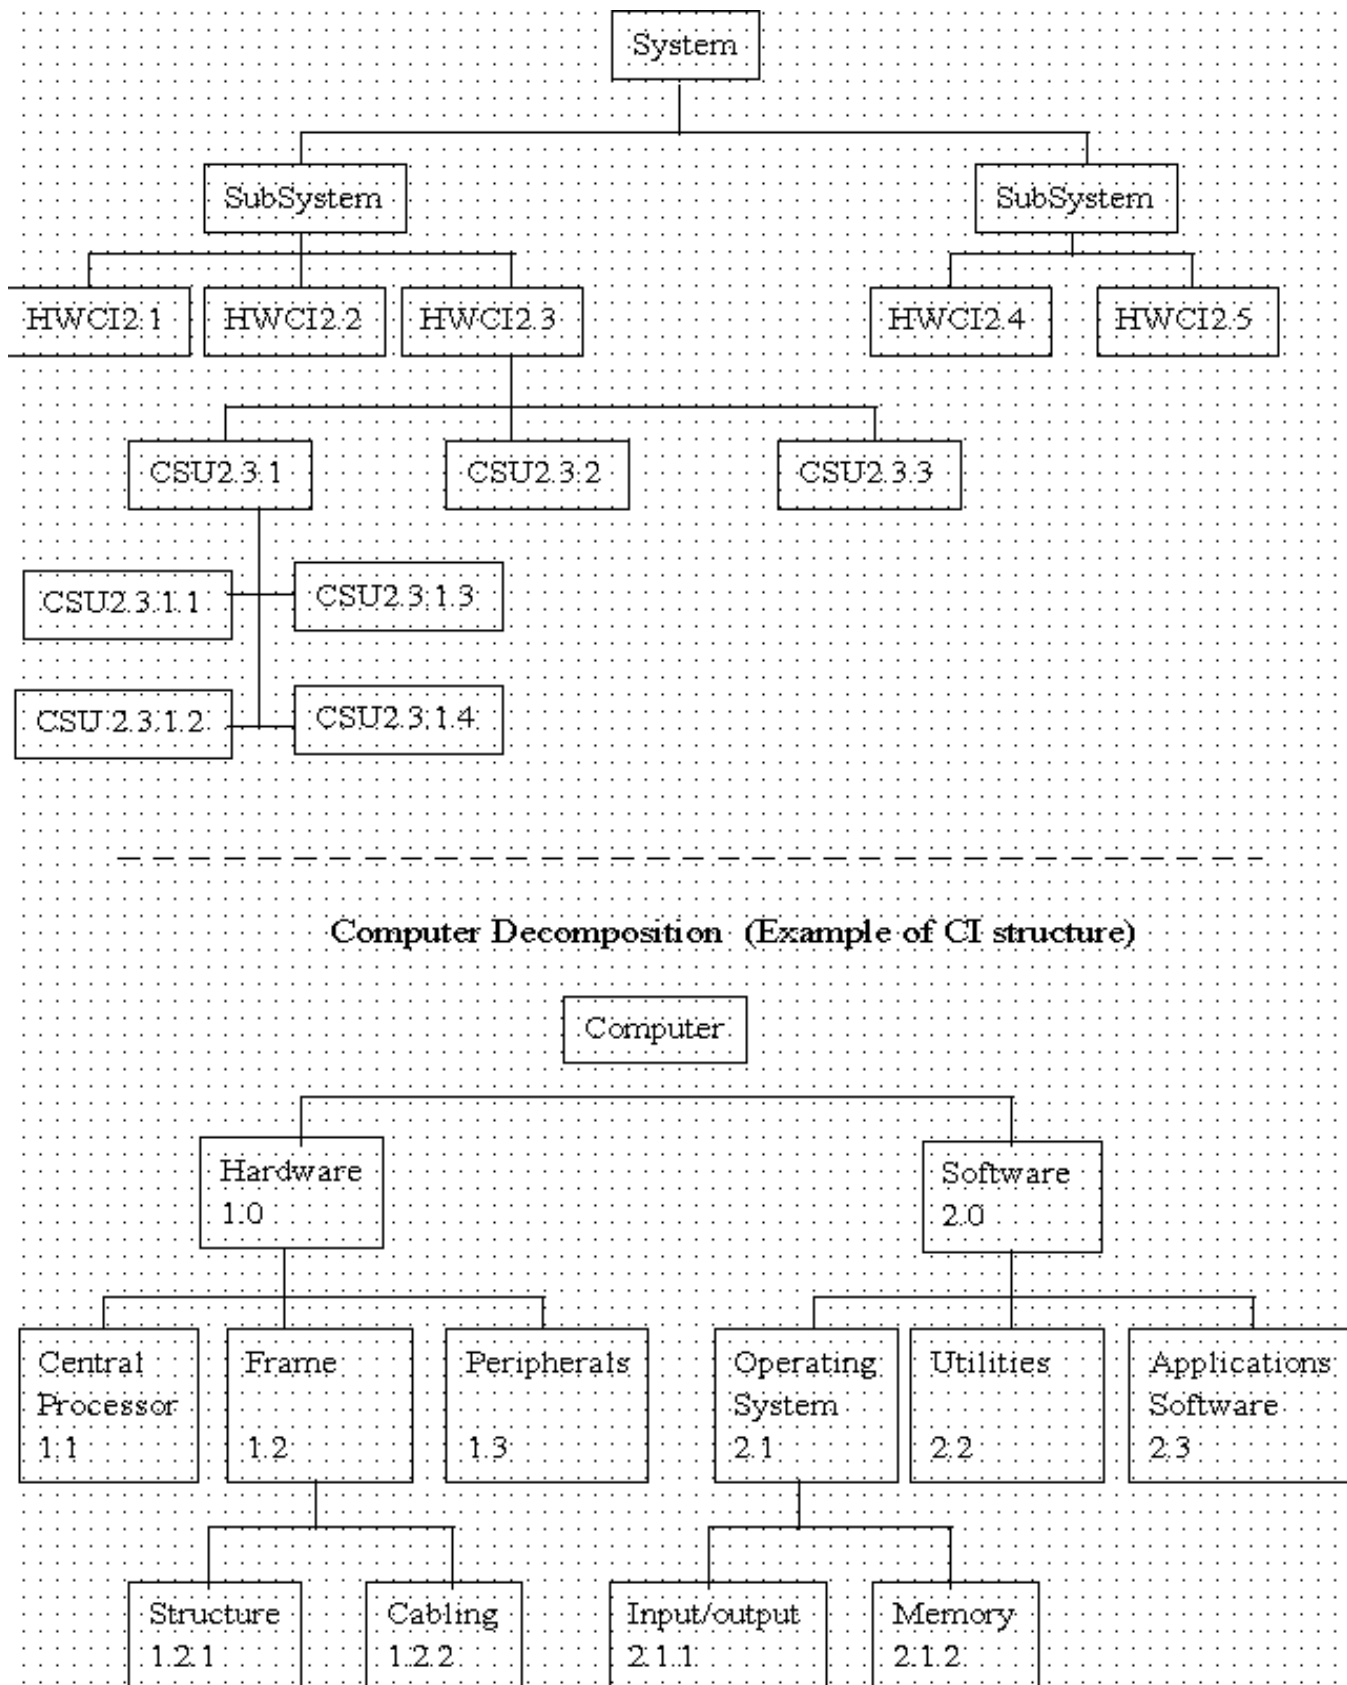 System
SubSystem
SubSystem
HWCI2.1
HWCI2.2
HWCI2.3
HWCI2.4
HWCI2.5
CSU2.3.1
CSU2.3.2
CSU2.3.3
CSU2.3.1.1
CSU2.3.1.3
CSU 2.3.1.2
CSU2.3.1.4
Computer Decomposition (Example of CI structure)
Computer
Hardware
1.0
Software
2.0
Central
Processor
1.1
Frame
1.2
Peripherals
1.3
Operating
System
2.1
Utilities
2.2
Applications
Software
2.3
Structure
1.2.1
Cabling
1.2.2
Input/output
2.1.1
Memory
2.1.2